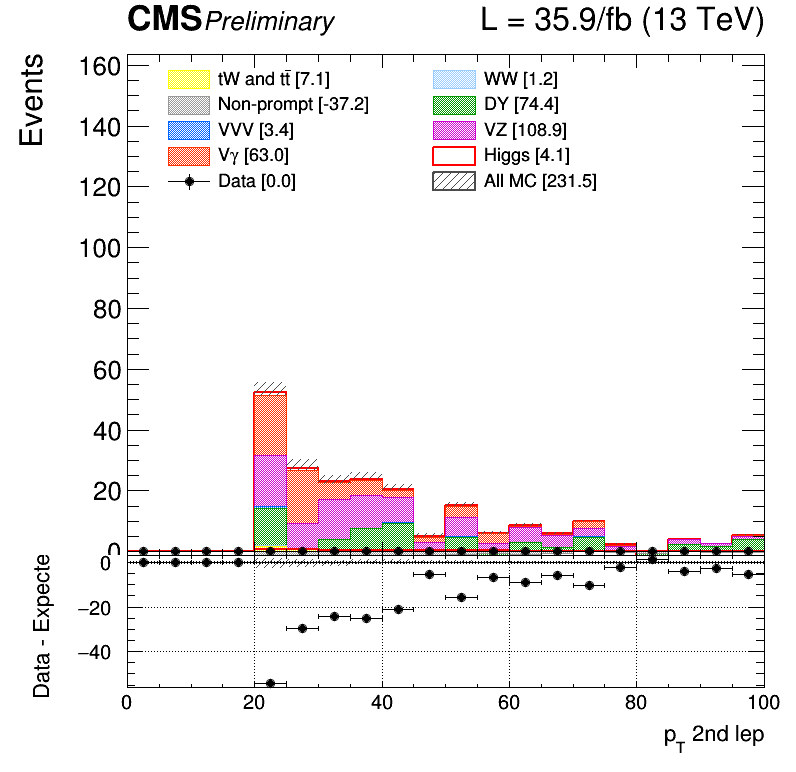 CMS Preliminary L = 35.9/fb (13 TeV)
Events
160
140
120
100
80
60
40
20
0
tW and tt̄ [7.1]
Non-prompt [-37.2]
VVV [3.4]
Vγ [63.0]
Data [0.0]
WW [1.2]
DY [74.4]
VZ [108.9]
Higgs [4.1]
All MC [231.5]
Data - Expecte
0
−20
−40
0 20 40 60 80 100
p_T 2nd lep